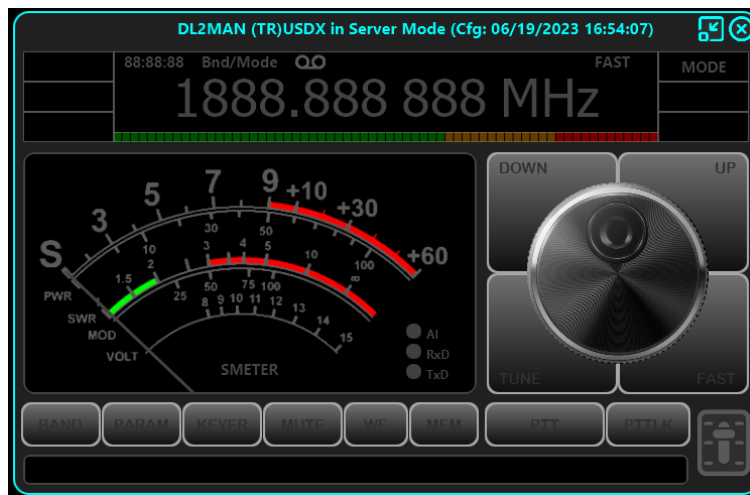 DL2MAN (TR)USDX in Server Mode (Cfg: 06/19/2023 16:54:07)
88:88:88 Bnd/Mode FAST MODE
1888.888 888 MHz
S 3 5 7 9 +10 +30 +60
10 30 50 100
PWR 1.5 2 3 4 5 10 ∞
SWR 25 50 75 100
MOD 8 9 10 11 12 13 14 15
VOLT
SMETER
AI
RxD
TxD
DOWN UP
TUNE FAST
BAND PARAM KEYER MUTE WF MEM PTT PTTLK